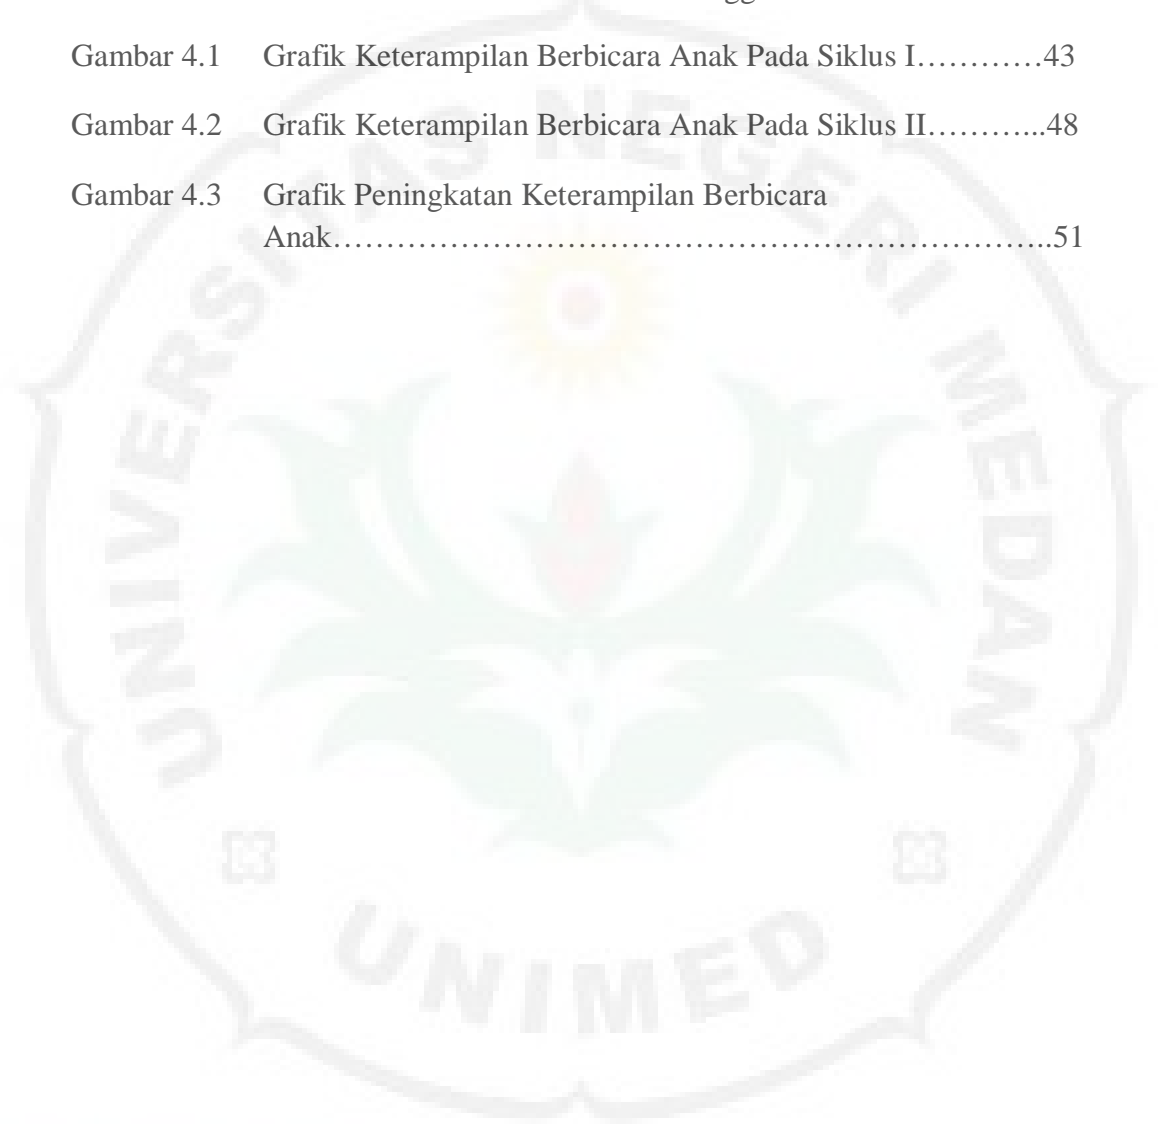 Gambar 4.1 Grafik Keterampilan Berbicara Anak Pada Siklus I…………43
Gambar 4.2 Grafik Keterampilan Berbicara Anak Pada Siklus II………...48
Gambar 4.3 Grafik Peningkatan Keterampilan Berbicara
Anak…………………………………………………………..51
UNIVERSITAS NEGERI MEDAN
UNIMED